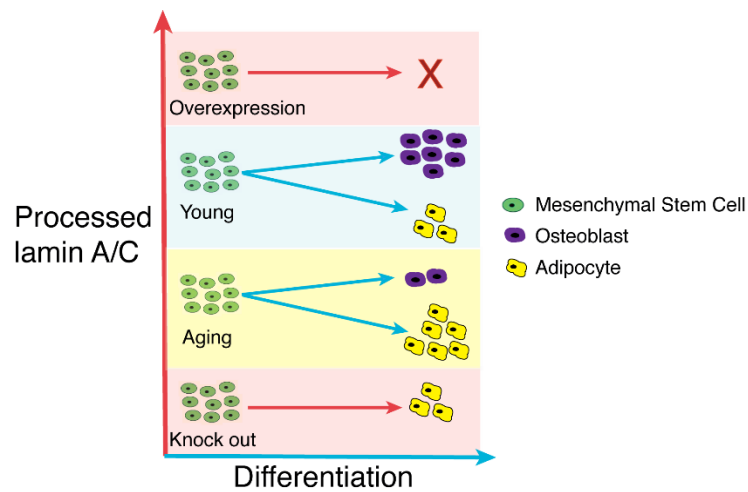 X
Overexpression
Young
Processed
lamin A/C
Aging
Knock out
Differentiation
Mesenchymal Stem Cell
Osteoblast
Adipocyte